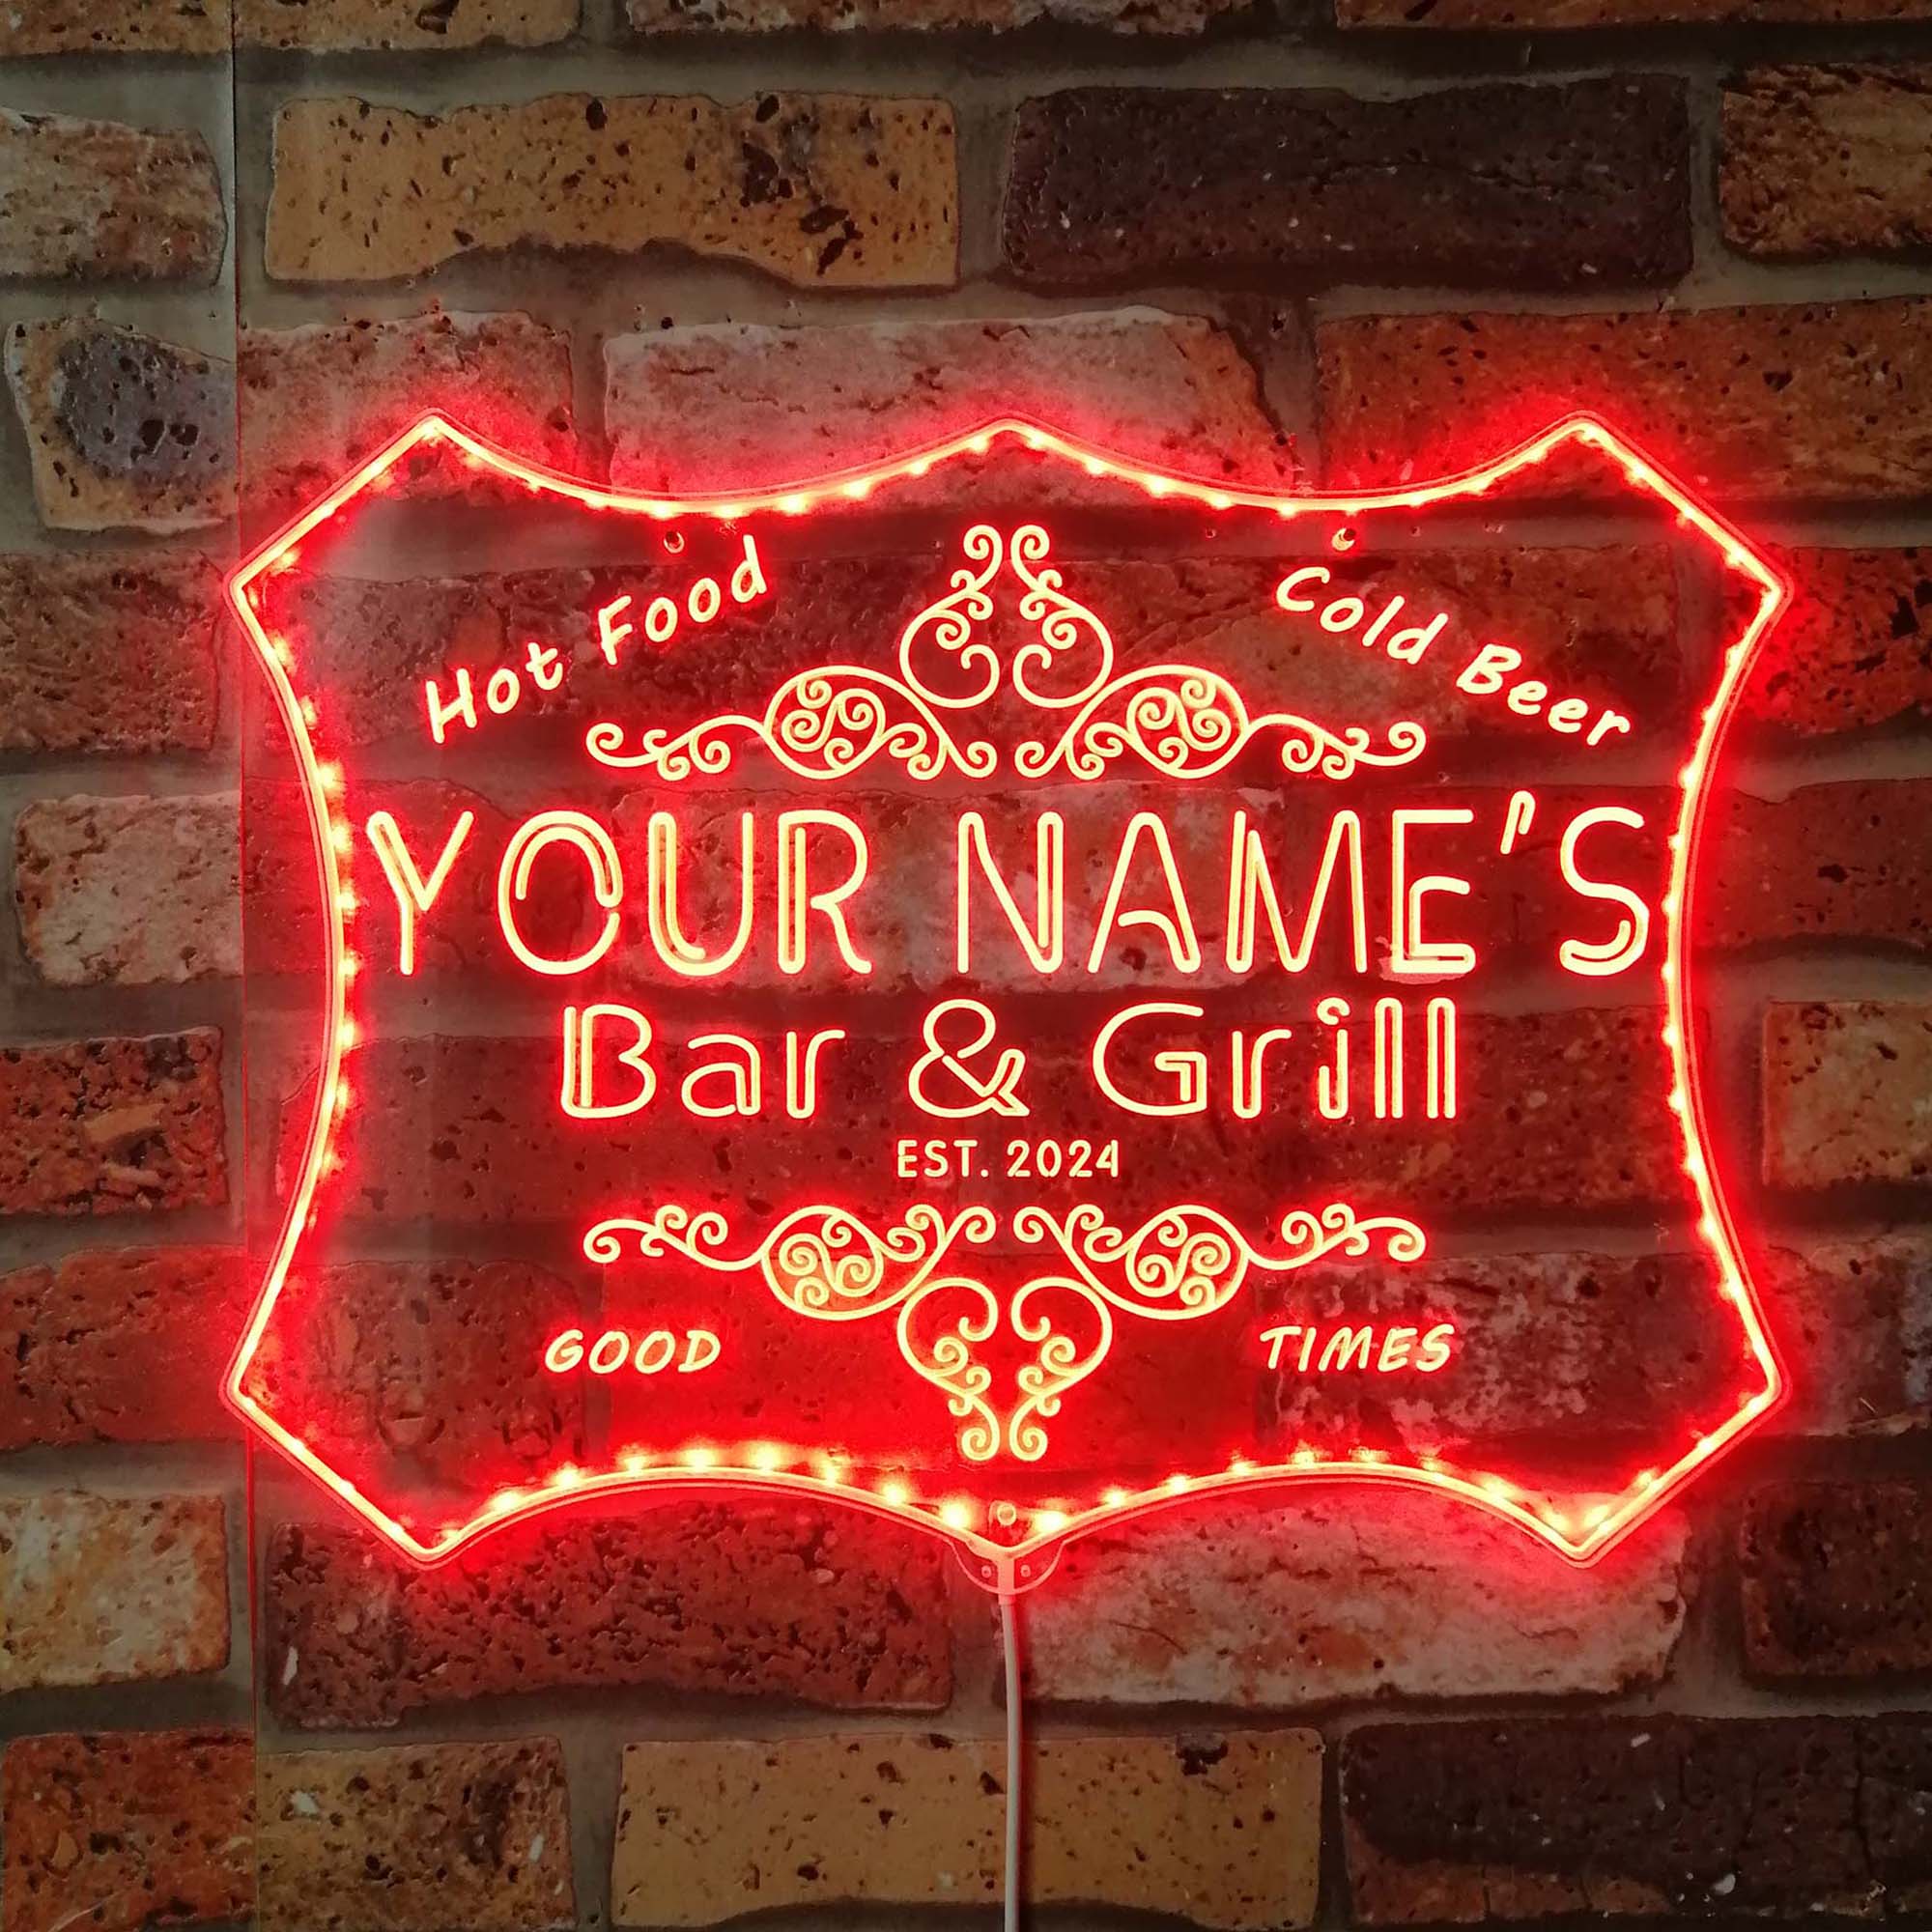 Hot Food
Cold Beer
YOUR NAME'S
Bar & Grill
EST. 2024
GOOD
TIMES